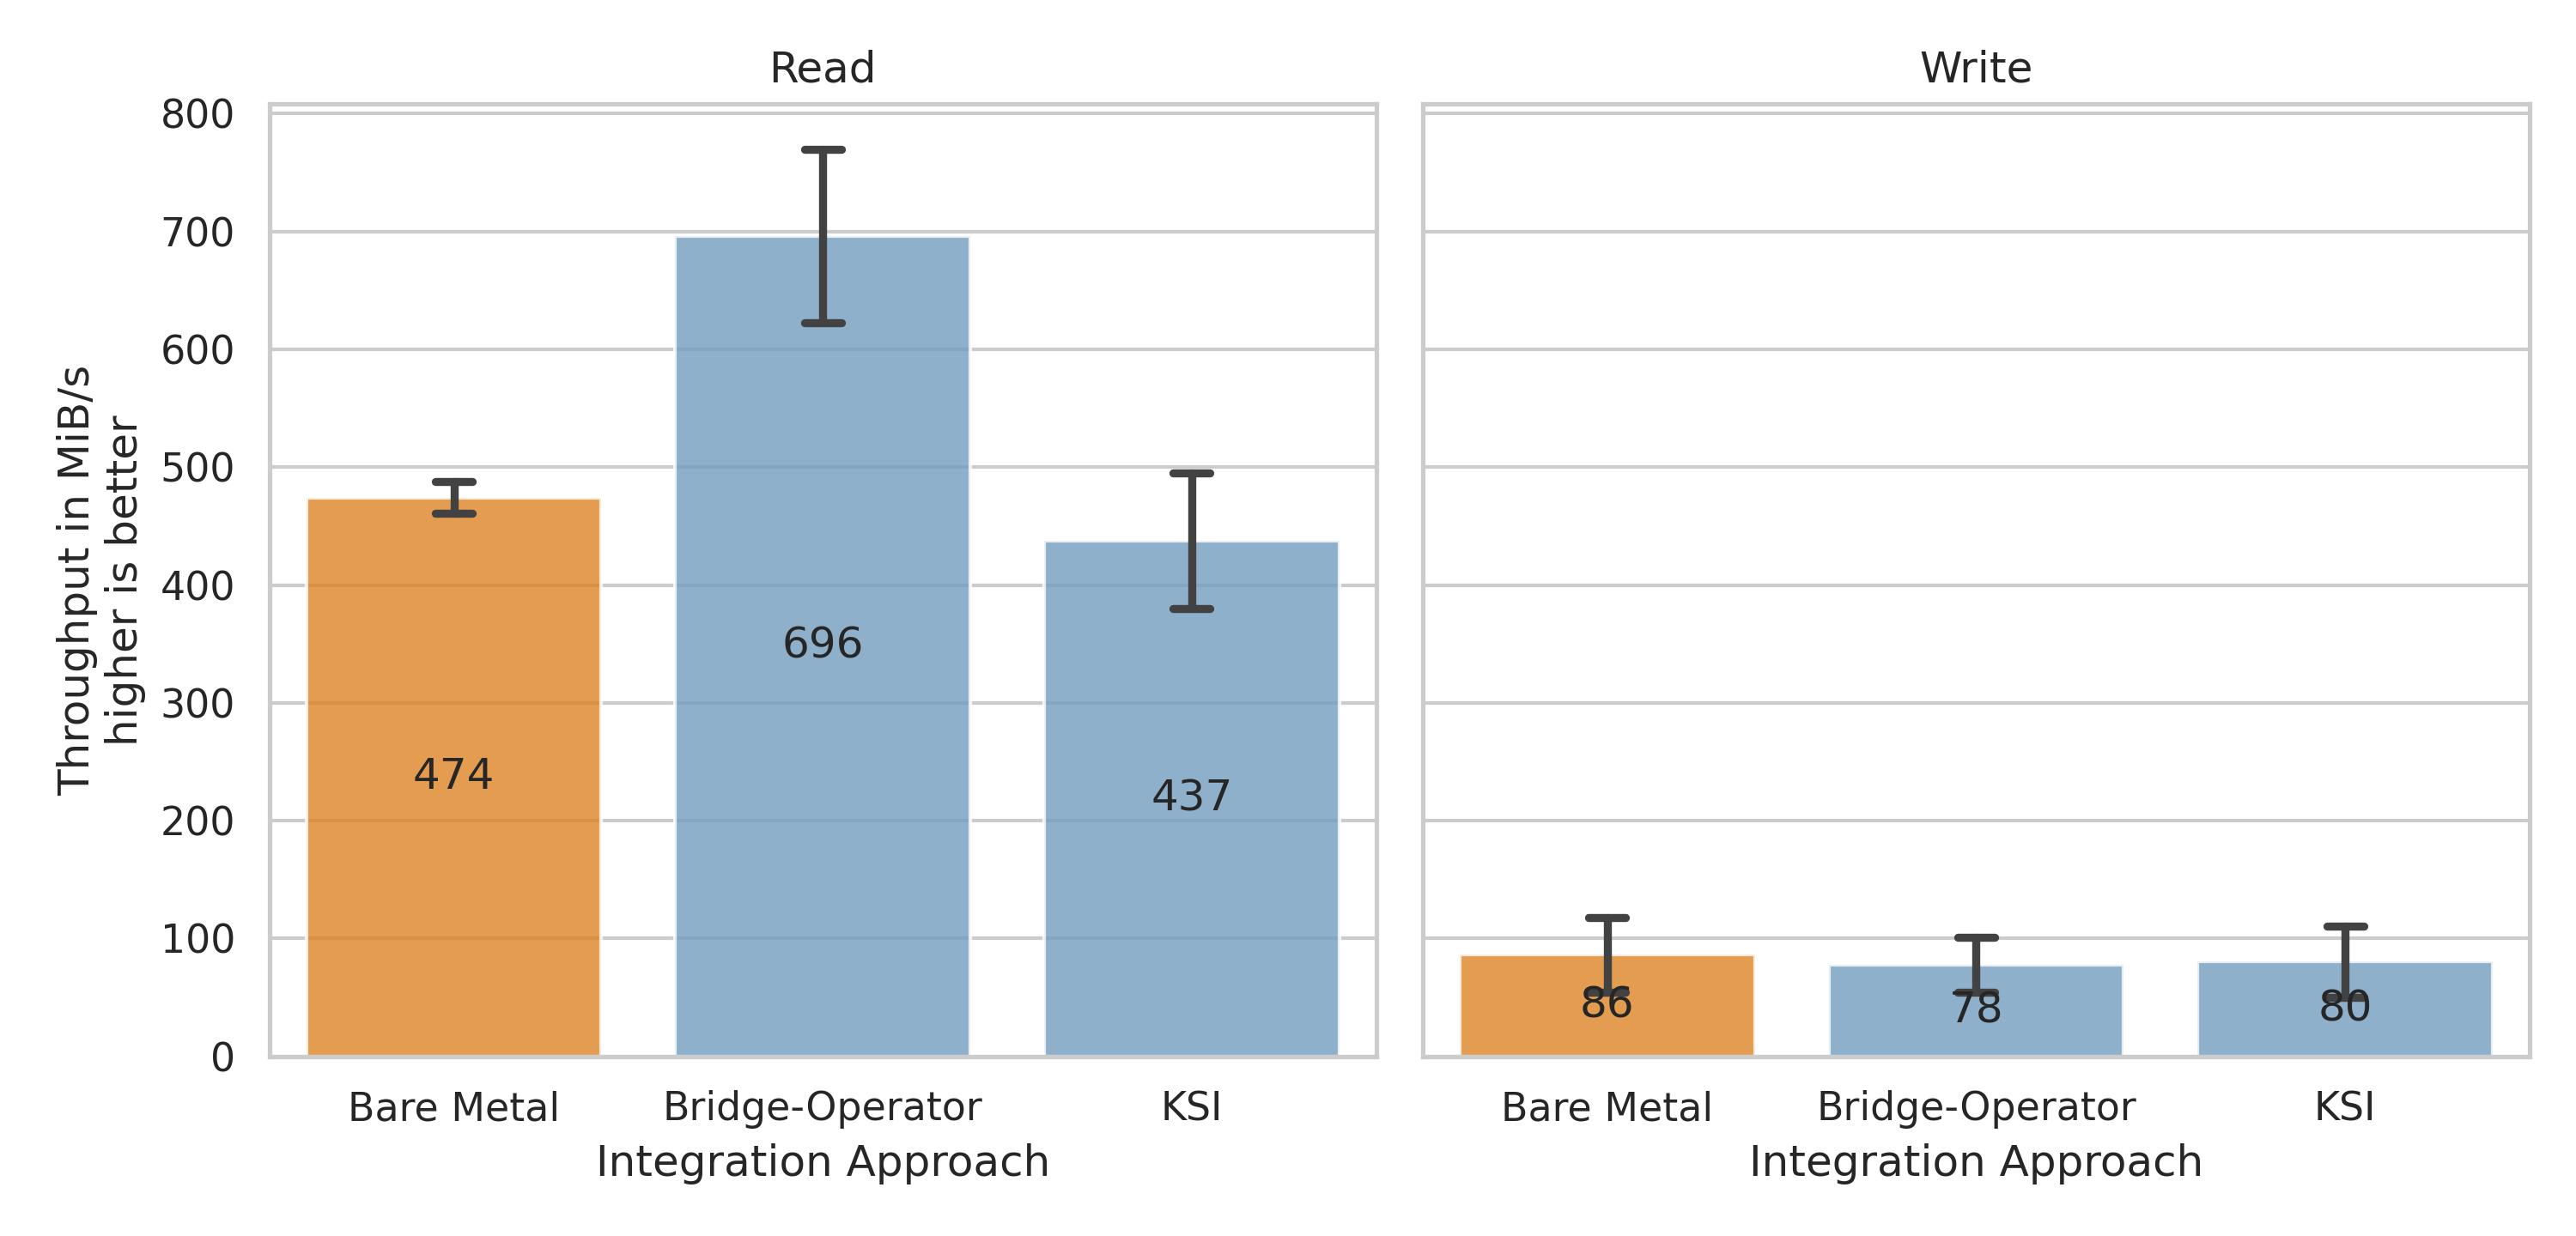 Read
Write
Throughput in MiB/s
higher is better
800
700
600
500
400
300
200
100
0
474
696
437
86
78
80
Bare Metal
Bridge-Operator
KSI
Bare Metal
Bridge-Operator
KSI
Integration Approach
Integration Approach